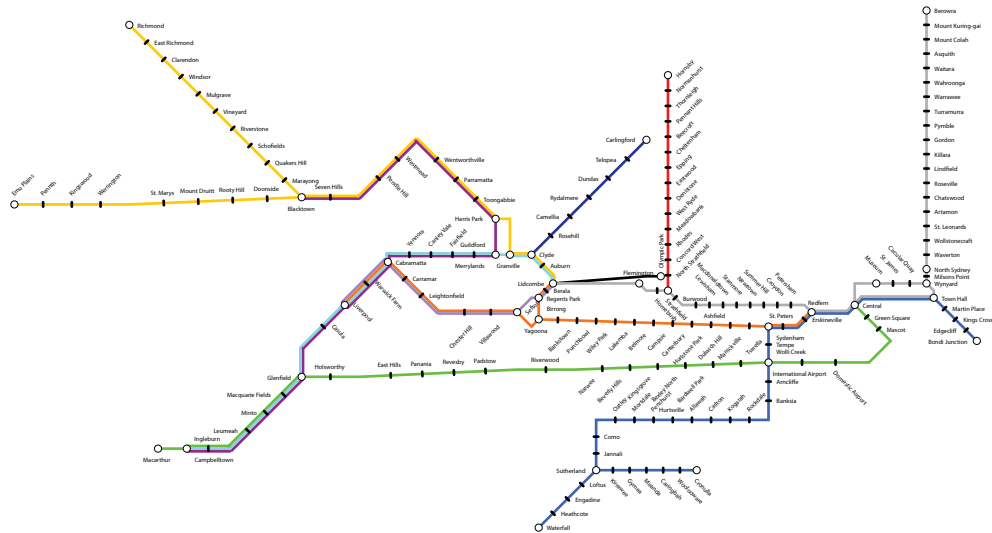 Richmond
East Richmond
Clarendon
Windsor
Mulgrave
Vineyard
Riverstone
Schofields
Quakers Hill
Marayong
Blacktown
Emu Plains
Penrith
Kingswood
Werrington
St. Marys
Mount Druitt
Rooty Hill
Doonside
Seven Hills
Pendle Hill
Westmead
Wentworthville
Parramatta
Toongabbie
Harris Park
Granville
Clyde
Auburn
Lidcombe
Carlingford
Telopea
Dundas
Rydalmere
Camellia
Rosehill
Yennora
Canley Vale
Fairfield
Guildford
Merrylands
Cabramatta
Carramar
Leightonfield
Chester Hill
Villawood
Warwick Farm
Liverpool
Casula
Glenfield
Macquarie Fields
Minto
Leumeah
Ingleburn
Campbelltown
Macarthur
Berala
Regents Park
Birrong
Yagoona
Hornsby
Normanhurst
Thornleigh
Pennant Hills
Beecroft
Cheltenham
Epping
Eastwood
Denistone
West Ryde
Meadowbank
Rhodes
Concord West
North Strathfield
Olympic Park
Flemington
Homebush
Strathfield
Burwood
Macdonaldtown
Lewisham
Stanmore
Newtown
Summer Hill
Croydon
Petersham
Redfern
Erskineville
St. Peters
Ashfield
Bankstown
Punchbowl
Wiley Park
Lakemba
Belmore
Campsie
Canterbury
Hurlstone Park
Dulwich Hill
Marrickville
Tuxella
Sydenham
Tempe
Wolli Creek
International Airport
Domestic Airport
Mascot
Green Square
Central
Museum
St. James
Circular Quay
Wynyard
Town Hall
Martin Place
Kings Cross
Edgecliff
Bondi Junction
Berowra
Mount Kuring-gai
Mount Colah
Asquith
Waitara
Wahroonga
Warrawee
Turramurra
Pymble
Gordon
Killara
Lindfield
Roseville
Chatswood
Artamon
St. Leonards
Wollstonecraft
Waverton
North Sydney
Milsons Point
Holsworthy
East Hills
Panania
Revesby
Padstow
Riverwood
Narwee
Beverly Hills
Kingsgrove
Bexley North
Bardwell Park
Arncliffe
Banksia
Rockdale
Kogarah
Carlton
Allawah
Hurtsville
Penshurst
Mortdale
Oatley
Como
Jannali
Sutherland
Loftus
Engadine
Heathcote
Waterfall
Kirrawee
Gymea
Miranda
Caringbah
Woolooware
Cronulla